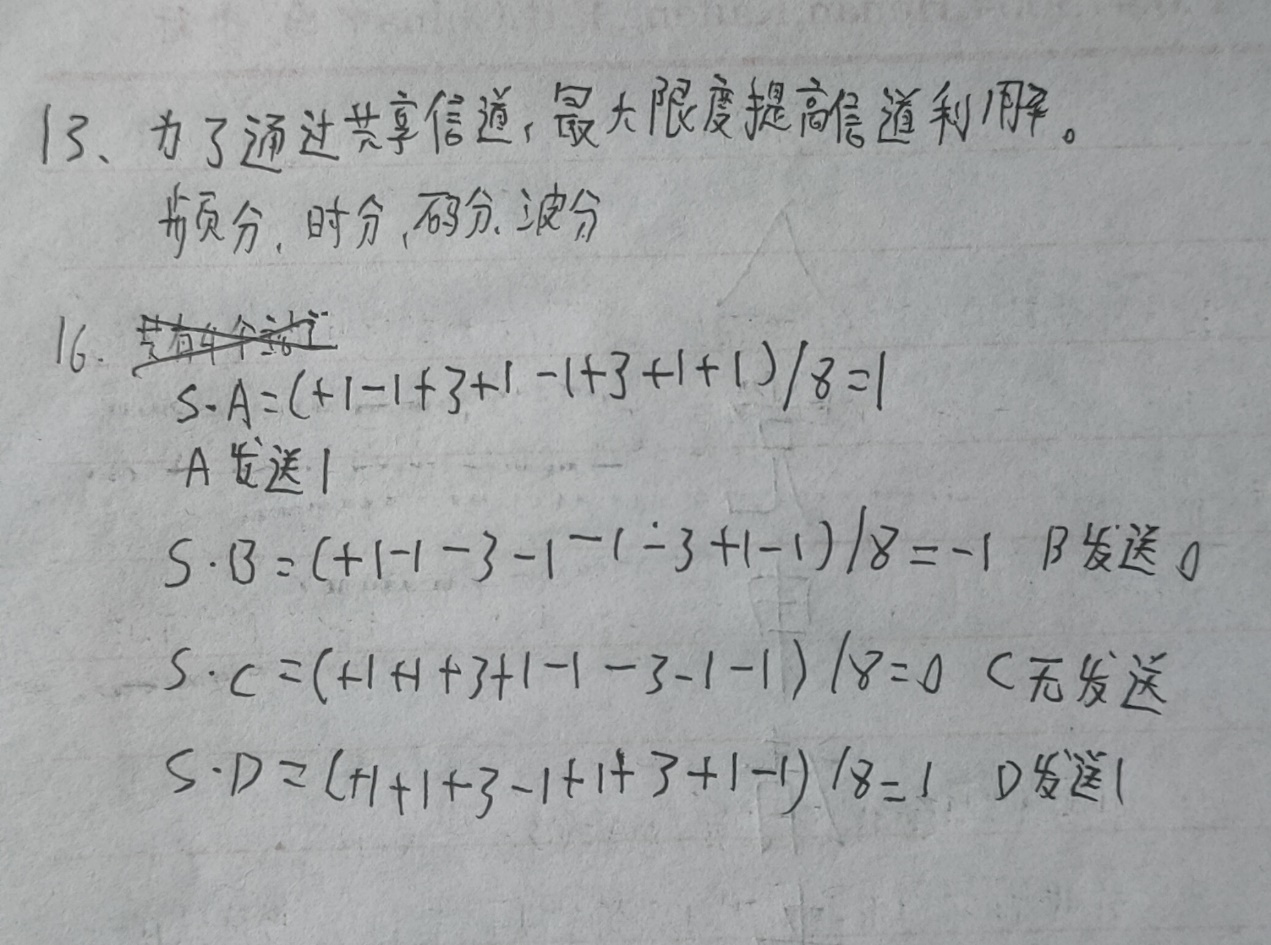 13、为了通过共享信道,最大限度提高信道利用率。
频分、时分、码分、波分
16.
S·A=(+1-1+3+1-1+3+1+1)/8=1
A发送1
S·B=(+1-1-3-1-1-3+1-1)/8=-1 B发送0
S·C=(+1+1+3+1-1-3-1-1)/8=0 C无发送
S·D=(+1+1+3-1+1+3+1-1)/8=1 D发送1